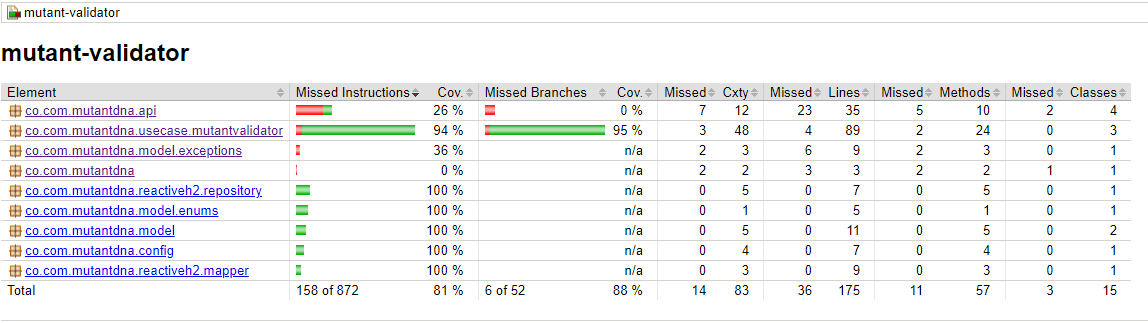 mutant-validator
mutant-validator
Element Missed Instructions Cov. Missed Branches Cov. Missed Cxty Missed Lines Missed Methods Missed Classes
co.com.mutantdna.api 26 % 0 % 7 12 23 35 5 10 2 4
co.com.mutantdna.usecase.mutantvalidator 94 % 95 % 3 48 4 89 2 24 0 3
co.com.mutantdna.model.exceptions 36 % n/a 2 3 6 9 2 3 0 1
co.com.mutantdna 0 % n/a 2 2 3 3 2 2 1 1
co.com.mutantdna.reactiveh2.repository 100 % n/a 0 5 0 7 0 5 0 1
co.com.mutantdna.model.enums 100 % n/a 0 1 0 5 0 1 0 1
co.com.mutantdna.model 100 % n/a 0 5 0 11 0 5 0 2
co.com.mutantdna.config 100 % n/a 0 4 0 7 0 4 0 1
co.com.mutantdna.reactiveh2.mapper 100 % n/a 0 3 0 9 0 3 0 1
Total 158 of 872 81 % 6 of 52 88 % 14 83 36 175 11 57 3 15